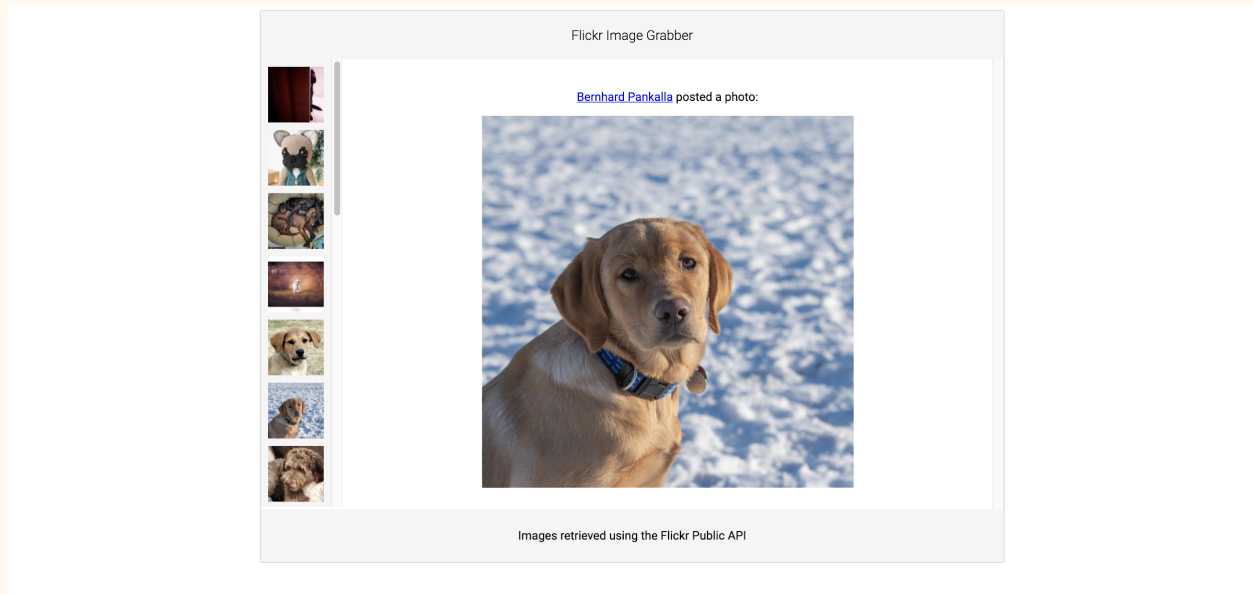 Flickr Image Grabber
Bernhard Pankalla posted a photo:
Images retrieved using the Flickr Public API